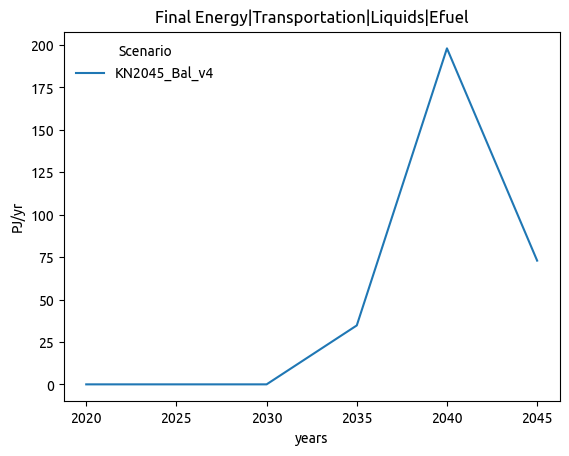 Final Energy|Transportation|Liquids|Efuel
Scenario
KN2045_Bal_v4
PJ/yr
200
175
150
125
100
75
50
25
0
2020 2025 2030 2035 2040 2045
years